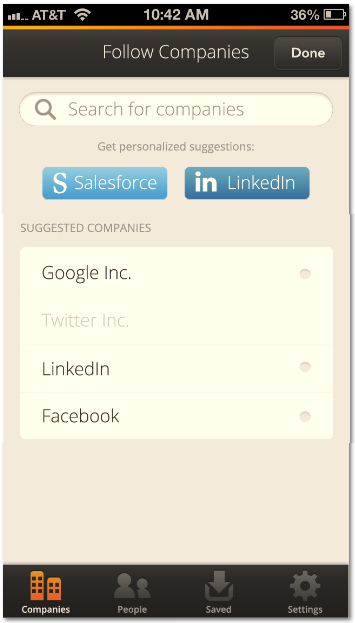 AT&T 10:42 AM 36%
Follow Companies Done
Search for companies
Get personalized suggestions:
S Salesforce in LinkedIn
SUGGESTED COMPANIES
Google Inc.
Twitter Inc.
LinkedIn
Facebook
Companies People Saved Settings